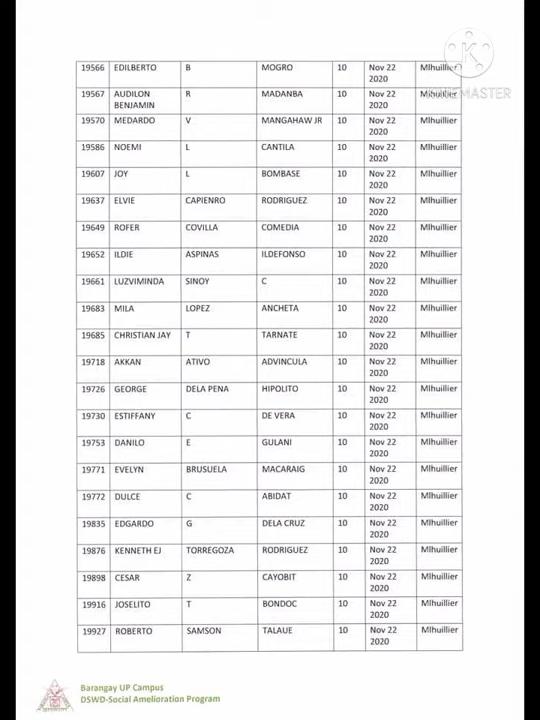 19566 EDILBERTO B MOGRO 10 Nov 22 2020 Mlhuillier
19567 AUDILON BENJAMIN R MADANBA 10 Nov 22 2020 Mlhuillier
19570 MEDARDO V MANGAHAW JR 10 Nov 22 2020 Mlhuillier
19586 NOEMI L CANTILA 10 Nov 22 2020 Mlhuillier
19607 JOY L BOMBASE 10 Nov 22 2020 Mlhuillier
19637 ELVIE CAPIENRO RODRIGUEZ 10 Nov 22 2020 Mlhuillier
19649 ROFER COVILLA COMEDIA 10 Nov 22 2020 Mlhuillier
19652 ILDIE ASPINAS ILDEFONSO 10 Nov 22 2020 Mlhuillier
19661 LUZVIMINDA SINOY C 10 Nov 22 2020 Mlhuillier
19683 MILA LOPEZ ANCHETA 10 Nov 22 2020 Mlhuillier
19685 CHRISTIAN JAY T TARNATE 10 Nov 22 2020 Mlhuillier
19718 AKKAN ATIVO ADVINCULA 10 Nov 22 2020 Mlhuillier
19726 GEORGE DELA PENA HIPOLITO 10 Nov 22 2020 Mlhuillier
19730 ESTIFFANY C DE VERA 10 Nov 22 2020 Mlhuillier
19753 DANILO E GULANI 10 Nov 22 2020 Mlhuillier
19771 EVELYN BRUSUELA MACARAIG 10 Nov 22 2020 Mlhuillier
19772 DULCE C ABIDAT 10 Nov 22 2020 Mlhuillier
19835 EDGARDO G DELA CRUZ 10 Nov 22 2020 Mlhuillier
19876 KENNETH EJ TORREGOZA RODRIGUEZ 10 Nov 22 2020 Mlhuillier
19898 CESAR Z CAYOBIT 10 Nov 22 2020 Mlhuillier
19916 JOSELITO T BONDOC 10 Nov 22 2020 Mlhuillier
19927 ROBERTO SAMSON TALAUE 10 Nov 22 2020 Mlhuillier
Barangay UP Campus
DSWD-Social Amelioration Program
K
KINEMASTER